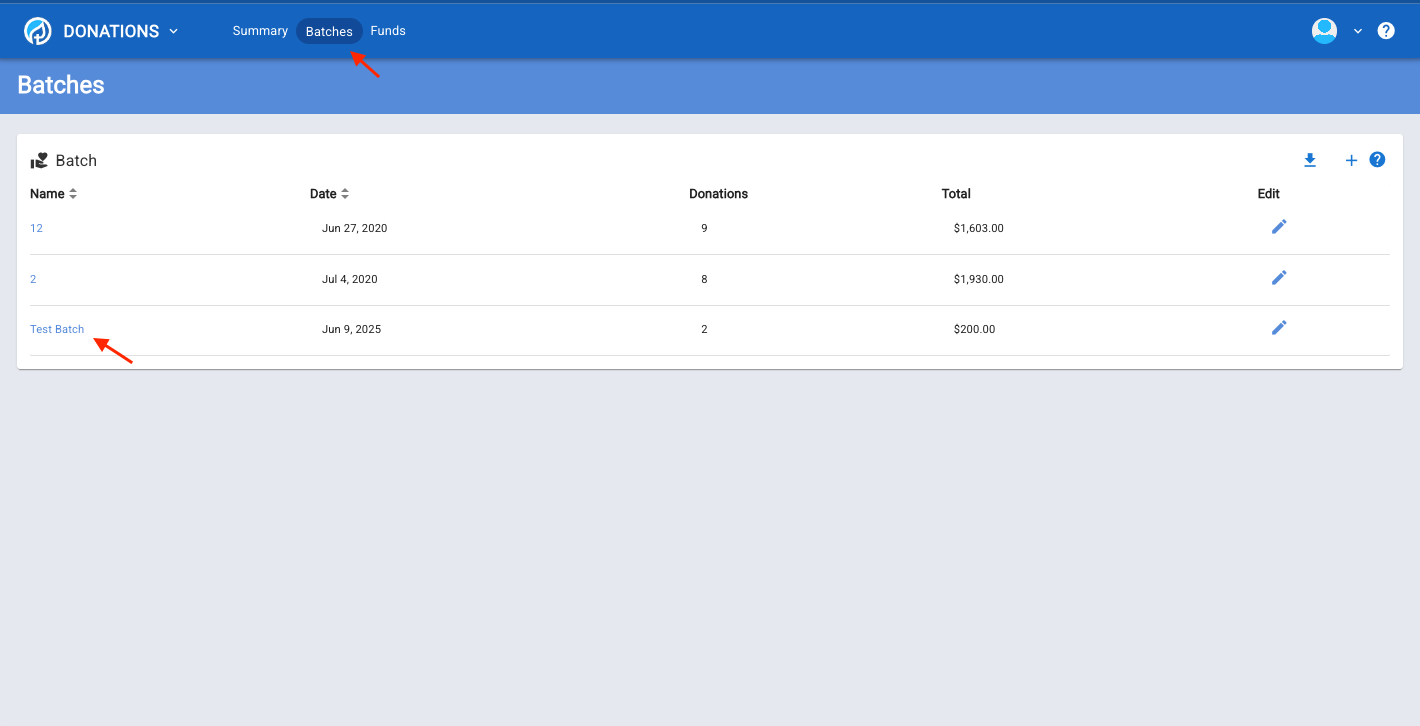 DONATIONS Summary Batches Funds
Batches
Batch
Name Date Donations Total Edit
12 Jun 27, 2020 9 $1,603.00
2 Jul 4, 2020 8 $1,930.00
Test Batch Jun 9, 2025 2 $200.00